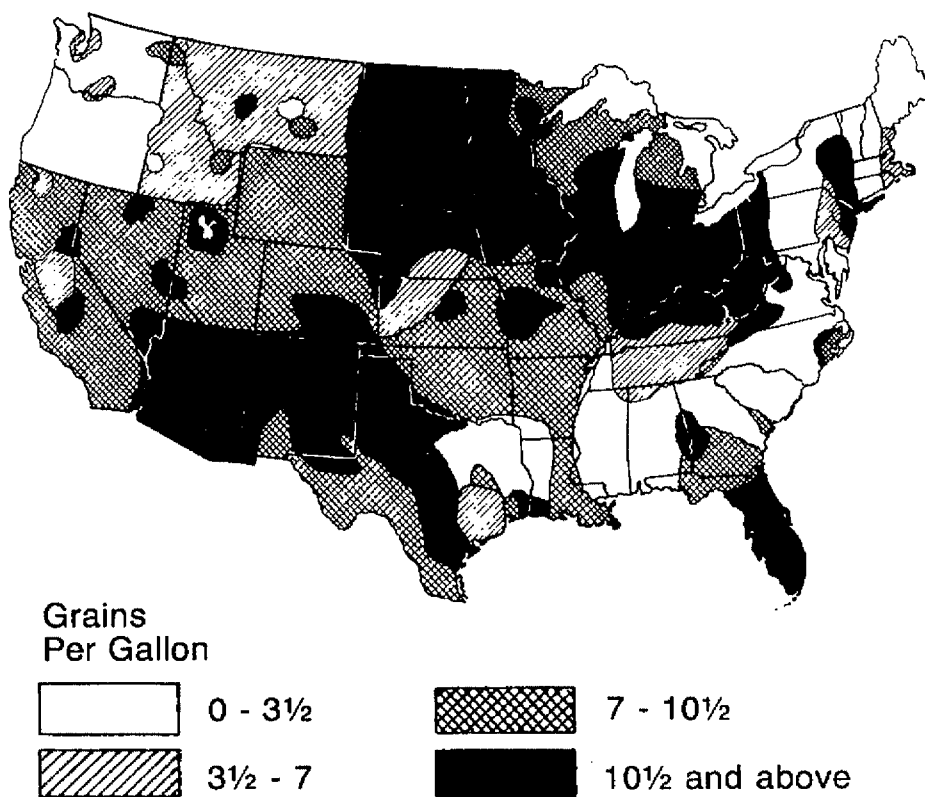 Grains
Per Gallon
0 - 3½
7 - 10½
3½ - 7
10½ and above